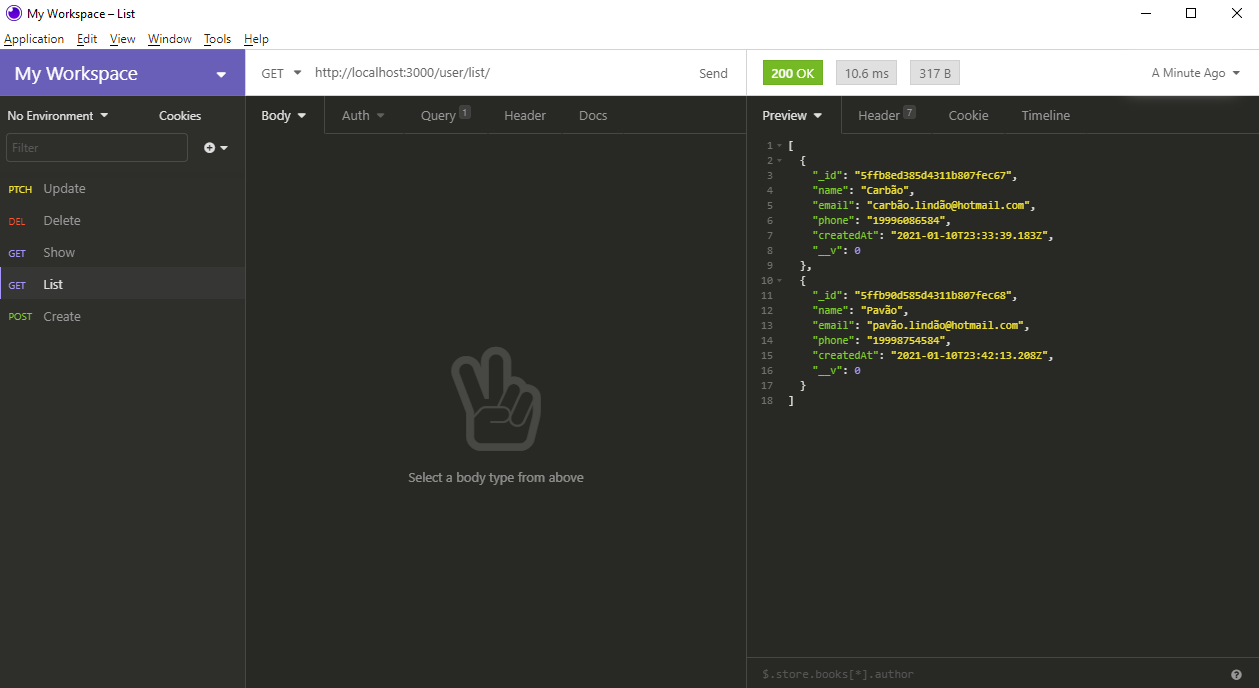 My Workspace – List
Application Edit View Window Tools Help
My Workspace
GET http://localhost:3000/user/list/ Send
200 OK 10.6 ms 317 B A Minute Ago
No Environment Cookies
Body Auth Query 1 Header Docs
Preview Header 7 Cookie Timeline
Filter
PTCH Update
DEL Delete
GET Show
GET List
POST Create
Select a body type from above
1 [
2 {
3 "_id": "5ffb8ed385d4311b807fec67",
4 "name": "Carbão",
5 "email": "carbão.lindão@hotmail.com",
6 "phone": "19996086584",
7 "createdAt": "2021-01-10T23:33:39.183Z",
8 "__v": 0
9 },
10 {
11 "_id": "5ffb90d585d4311b807fec68",
12 "name": "Pavão",
13 "email": "pavão.lindão@hotmail.com",
14 "phone": "19998754584",
15 "createdAt": "2021-01-10T23:42:13.208Z",
16 "__v": 0
17 }
18 ]
$.store.books[*].author